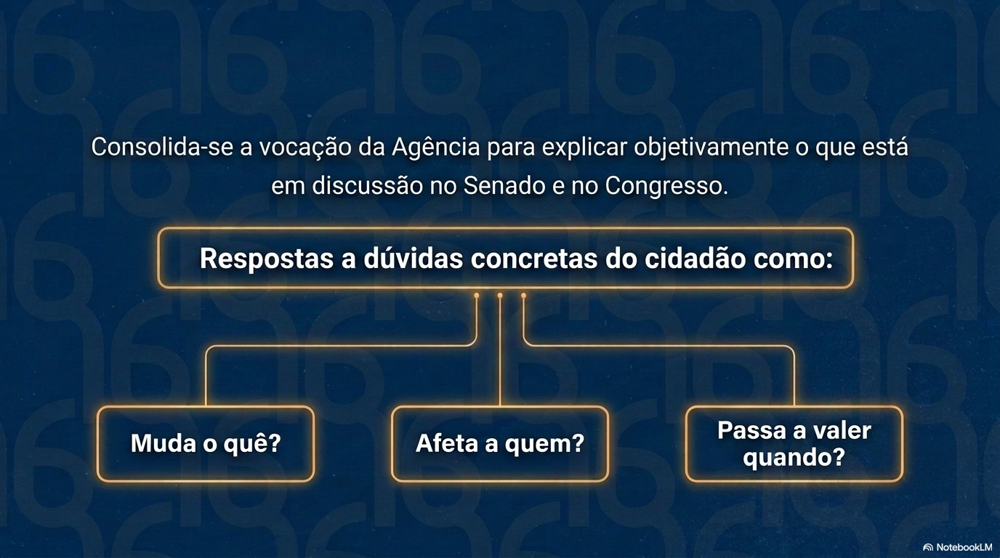 Consolida-se a vocação da Agência para explicar objetivamente o que está
em discussão no Senado e no Congresso.
Respostas a dúvidas concretas do cidadão como:
Muda o quê?
Afeta a quem?
Passa a valer
quando?
NotebookLM